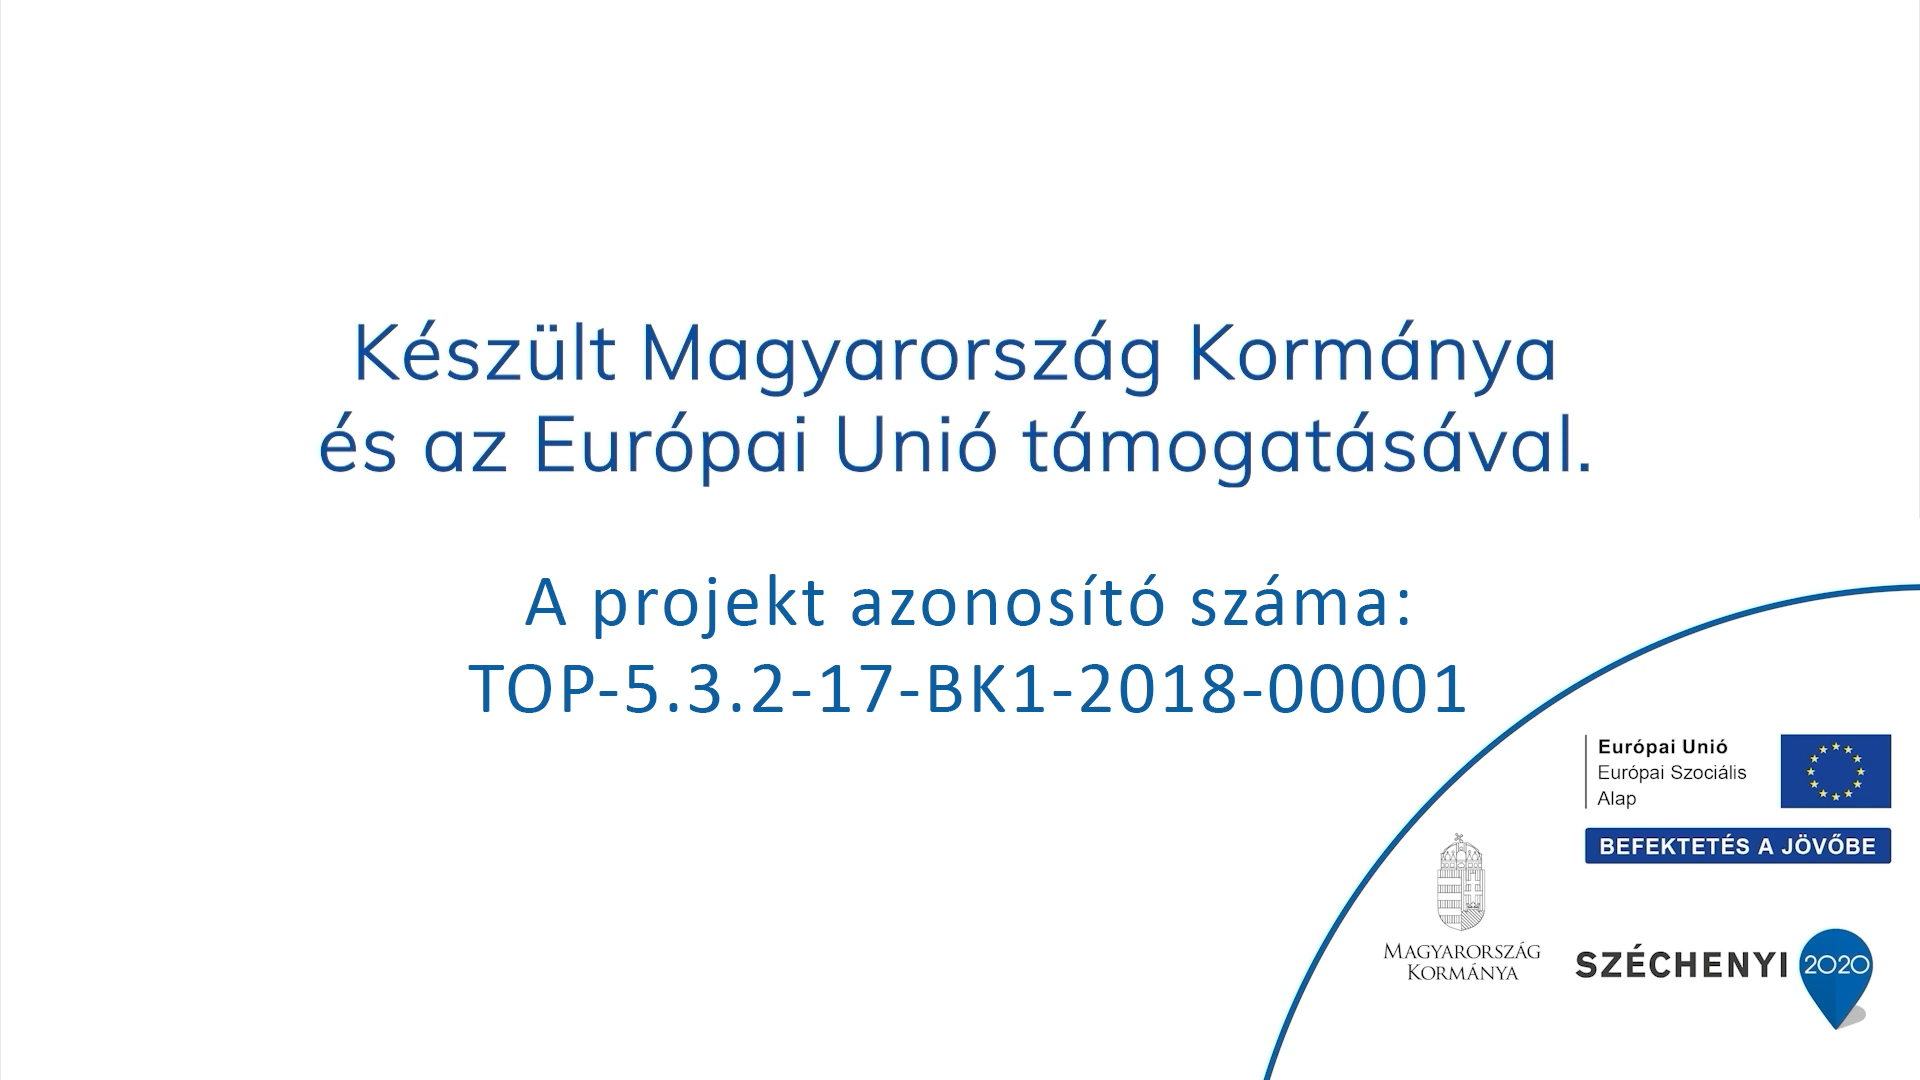 Készült Magyarország Kormánya
és az Európai Unió támogatásával.
A projekt azonosító száma:
TOP-5.3.2-17-BK1-2018-00001
Európai Unió
Európai Szociális
Alap
BEFEKTETÉS A JÖVŐBE
MAGYARORSZÁG
KORMÁNYA
SZÉCHENYI 2020